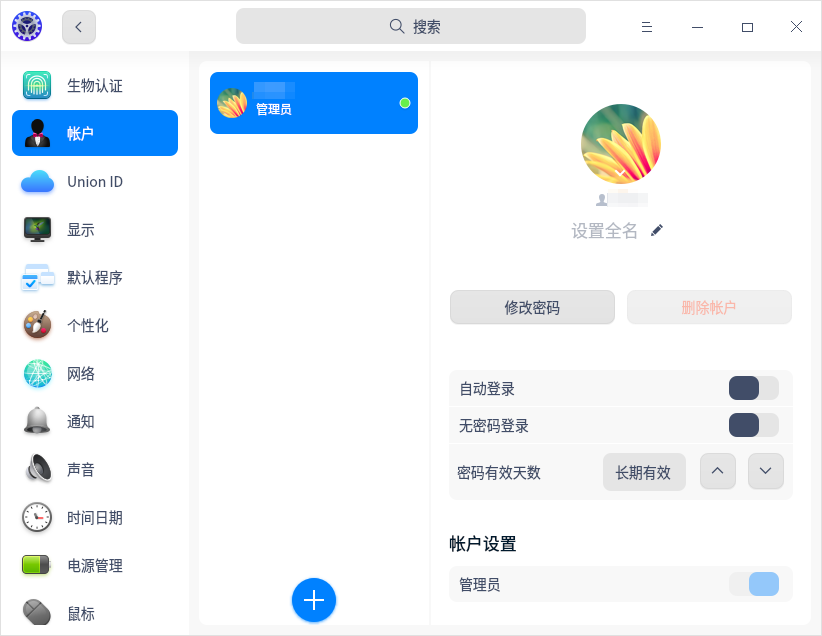 搜索
生物认证
帐户
Union ID
显示
默认程序
个性化
网络
通知
声音
时间日期
电源管理
鼠标
管理员
设置全名
修改密码
删除帐户
自动登录
无密码登录
密码有效天数
长期有效
帐户设置
管理员